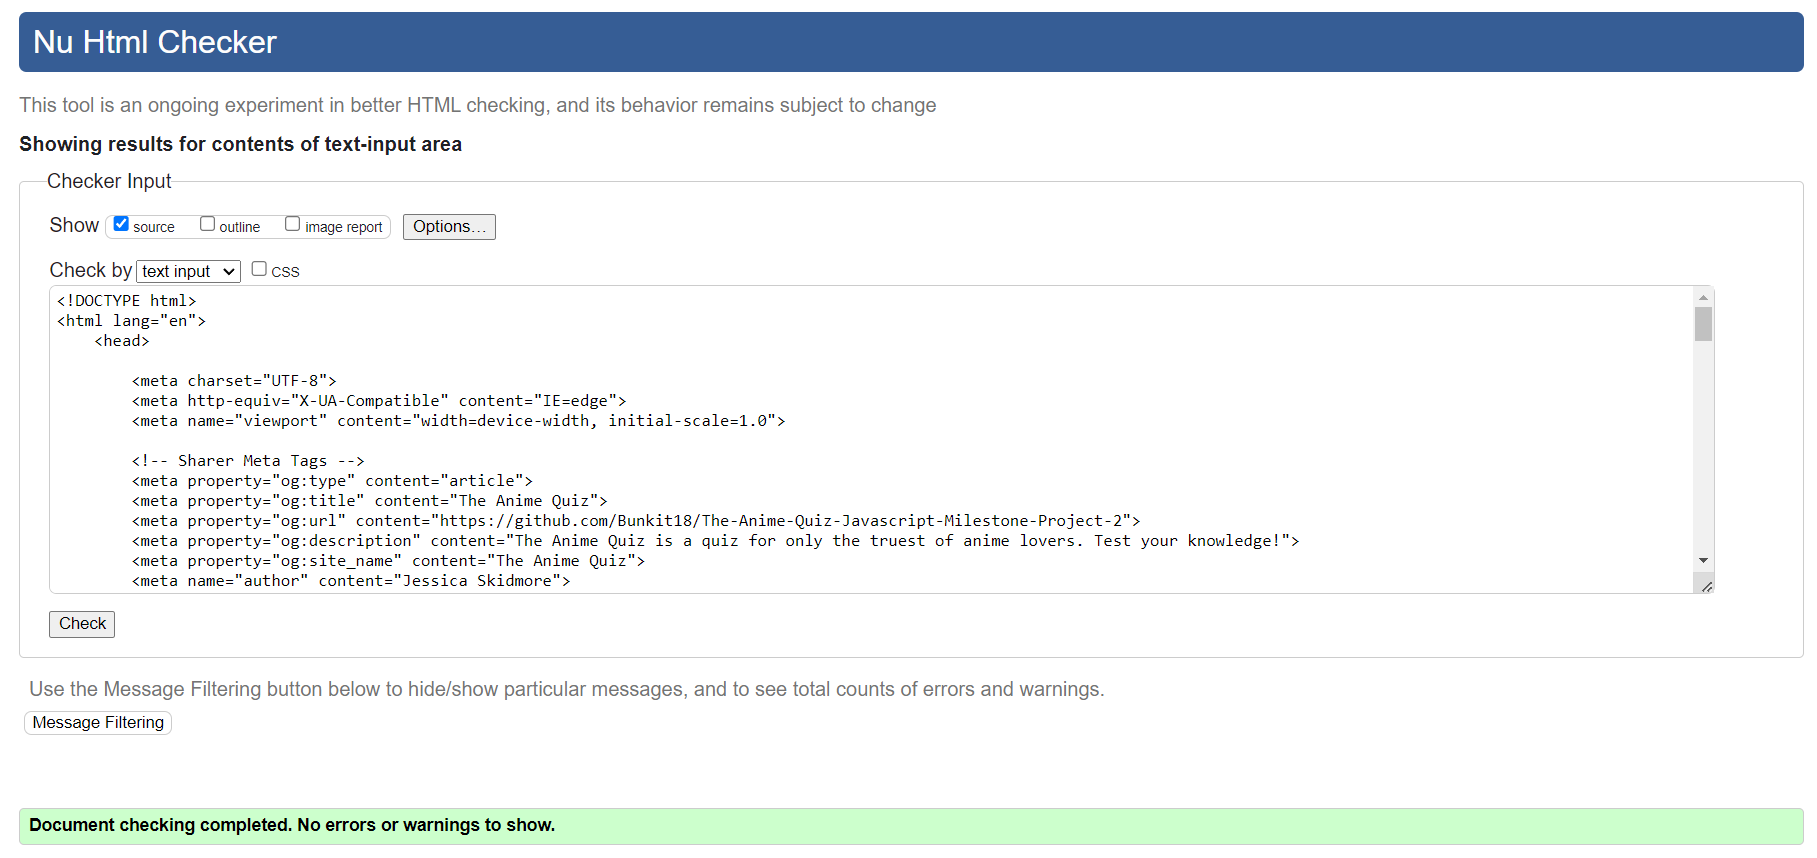 Nu Html Checker
This tool is an ongoing experiment in better HTML checking, and its behavior remains subject to change
Showing results for contents of text-input area
Checker Input
Show source outline image report Options...
Check by text input CSS
<!DOCTYPE html>
<html lang="en">
    <head>
        <meta charset="UTF-8">
        <meta http-equiv="X-UA-Compatible" content="IE=edge">
        <meta name="viewport" content="width=device-width, initial-scale=1.0">
        <!-- Sharer Meta Tags -->
        <meta property="og:type" content="article">
        <meta property="og:title" content="The Anime Quiz">
        <meta property="og:url" content="https://github.com/Bunkit18/The-Anime-Quiz-Javascript-Milestone-Project-2">
        <meta property="og:description" content="The Anime Quiz is a quiz for only the truest of anime lovers. Test your knowledge!">
        <meta property="og:site_name" content="The Anime Quiz">
        <meta name="author" content="Jessica Skidmore">
Check
Use the Message Filtering button below to hide/show particular messages, and to see total counts of errors and warnings.
Message Filtering
Document checking completed. No errors or warnings to show.